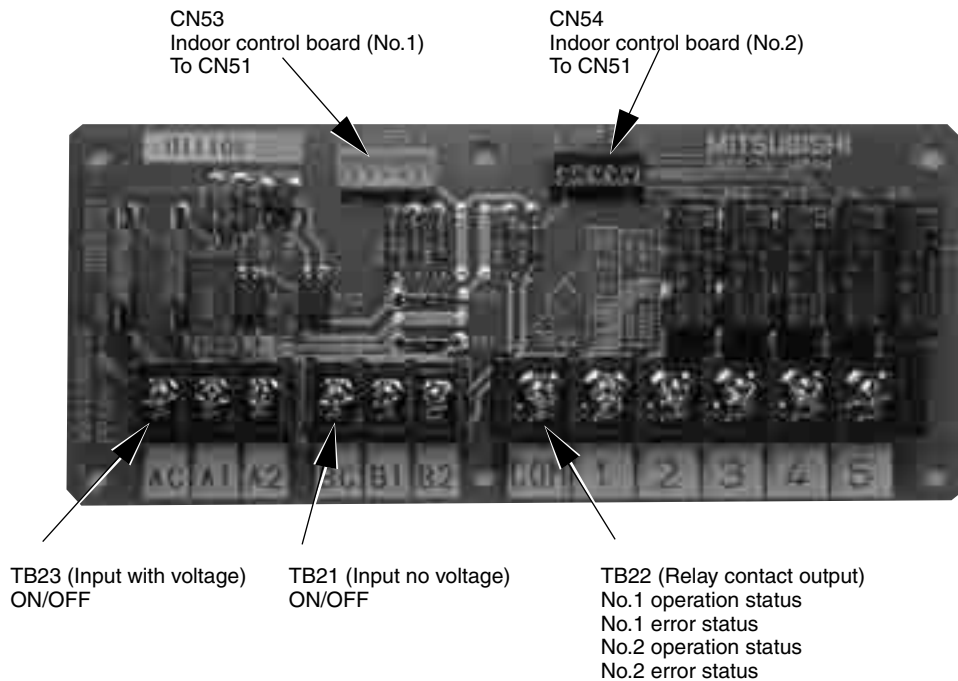 CN53
Indoor control board (No.1)
To CN51
CN54
Indoor control board (No.2)
To CN51
MITSUBISHI
AC A1 A2 BC B1 B2 COM 1 2 3 4 5
TB23 (Input with voltage)
ON/OFF
TB21 (Input no voltage)
ON/OFF
TB22 (Relay contact output)
No.1 operation status
No.1 error status
No.2 operation status
No.2 error status